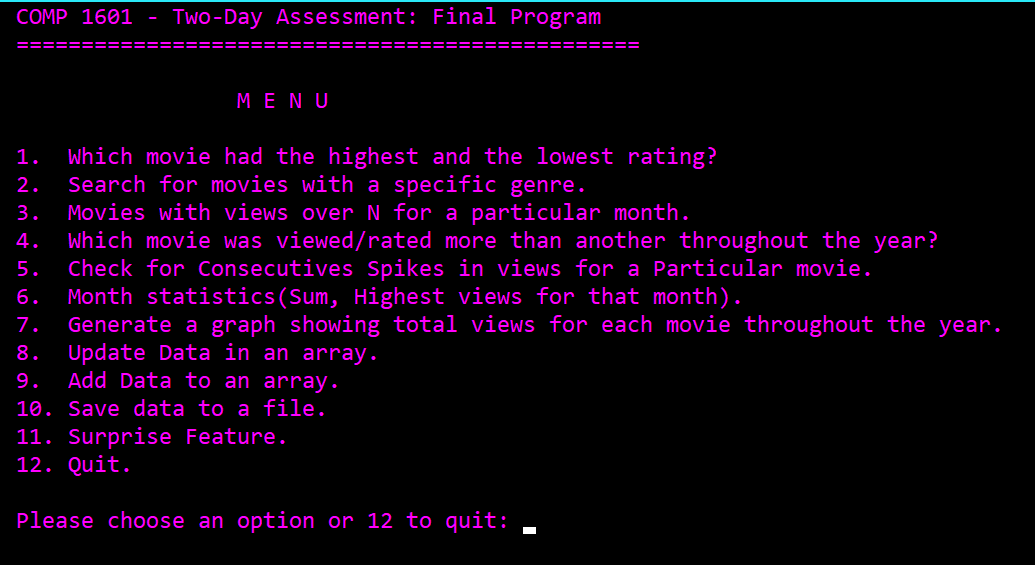 COMP 1601 - Two-Day Assessment: Final Program
================================================
M E N U
1. Which movie had the highest and the lowest rating?
2. Search for movies with a specific genre.
3. Movies with views over N for a particular month.
4. Which movie was viewed/rated more than another throughout the year?
5. Check for Consecutives Spikes in views for a Particular movie.
6. Month statistics(Sum, Highest views for that month).
7. Generate a graph showing total views for each movie throughout the year.
8. Update Data in an array.
9. Add Data to an array.
10. Save data to a file.
11. Surprise Feature.
12. Quit.
Please choose an option or 12 to quit: